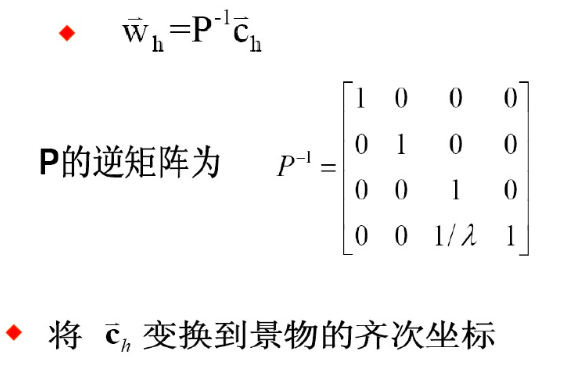 w⃗ₕ=P⁻¹c⃗ₕ
P的逆矩阵为 P⁻¹ =
1 0 0 0
0 1 0 0
0 0 1 0
0 0 1/λ 1
将 c⃗ₕ 变换到景物的齐次坐标